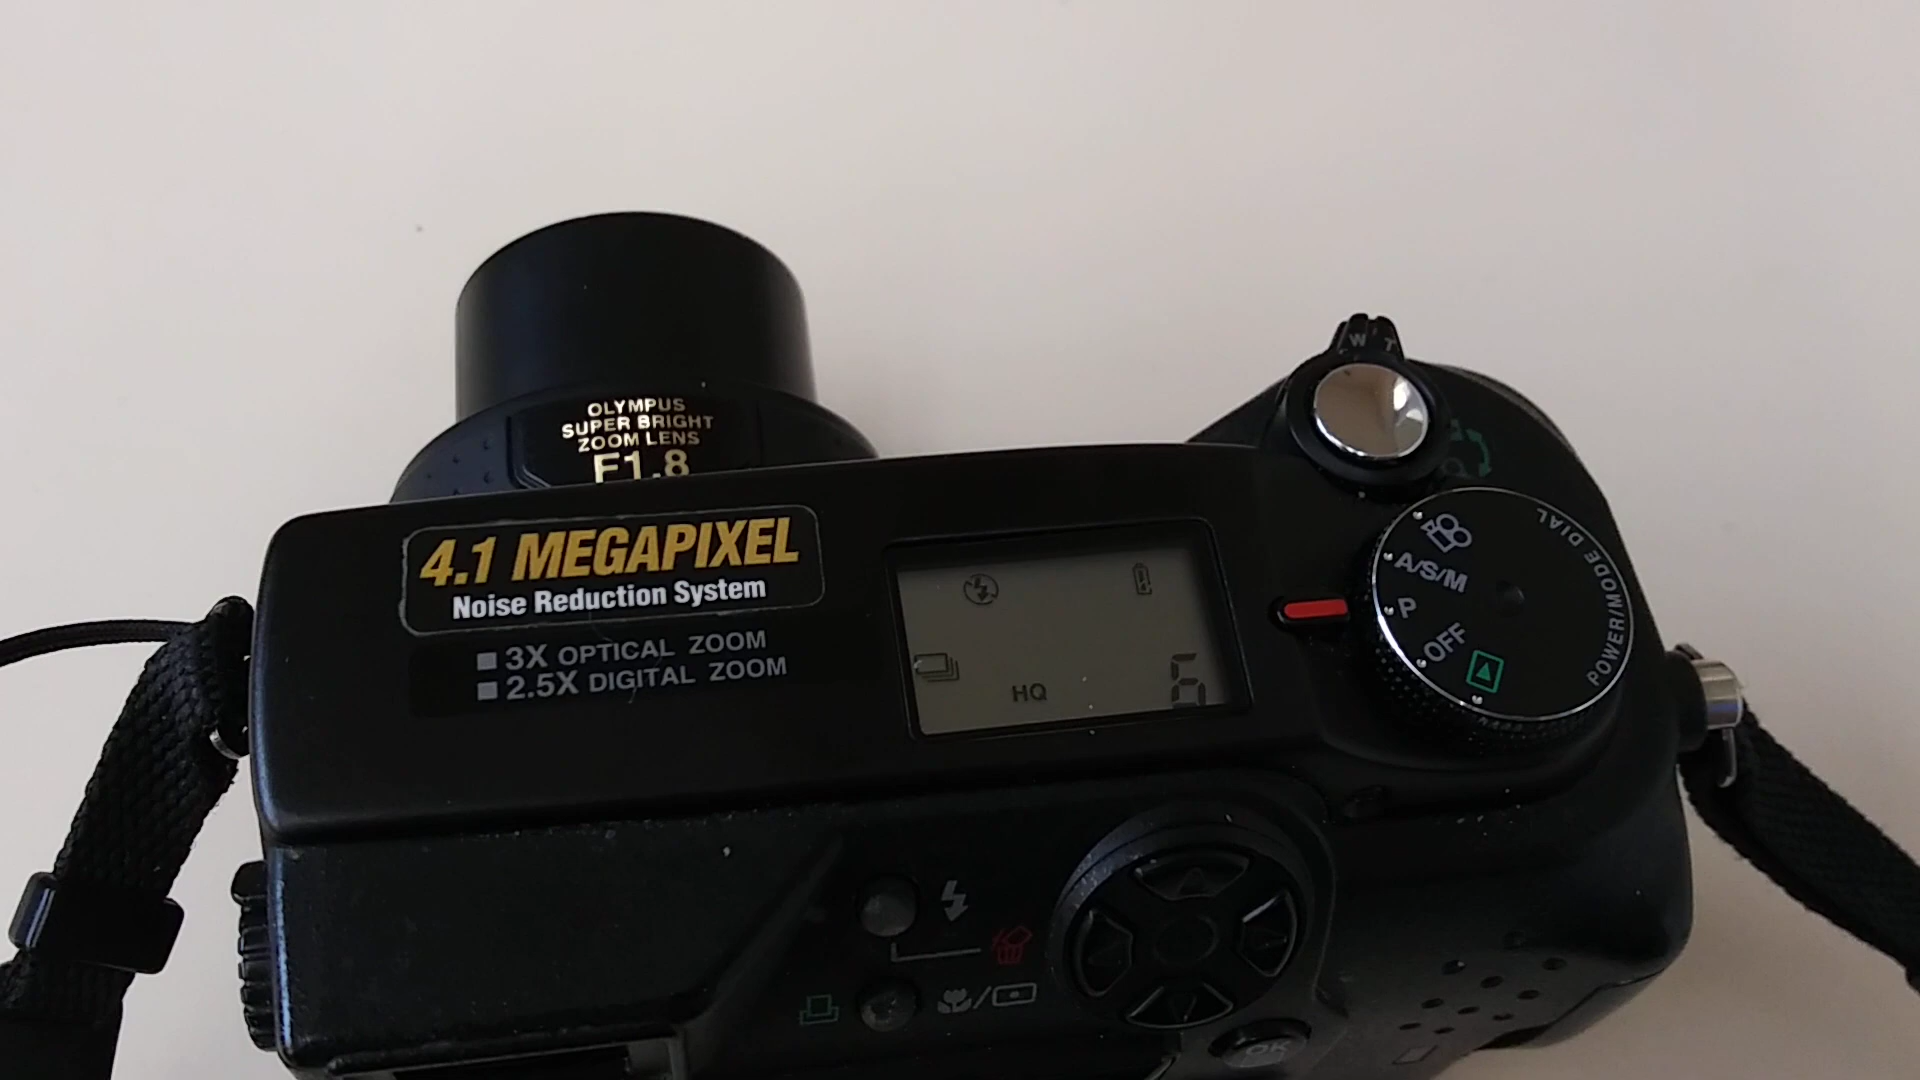 OLYMPUS
SUPER BRIGHT
ZOOM LENS
F1.8
4.1 MEGAPIXEL
Noise Reduction System
3X OPTICAL ZOOM
2.5X DIGITAL ZOOM
HQ
6
W T
A/S/M
P
OFF
POWER/MODE DIAL
OK